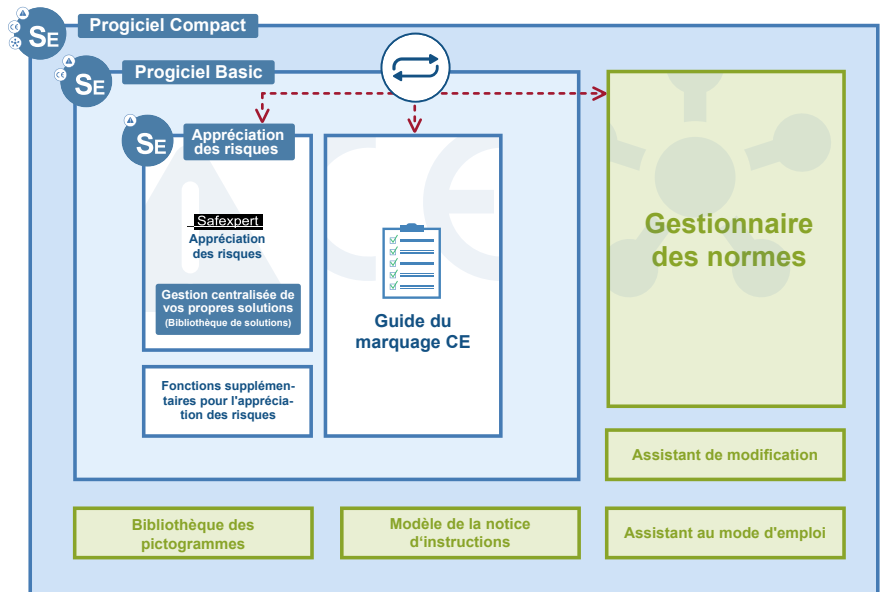 SE
Progiciel Compact
SE
Progiciel Basic
SE
Appréciation
des risques
Safexpert
Appréciation
des risques
Gestion centralisée de
vos propres solutions
(Bibliothèque de solutions)
Fonctions supplémen-
taires pour l'apprécia-
tion des risques
CE
Guide du
marquage CE
Gestionnaire
des normes
Assistant de modification
Bibliothèque des
pictogrammes
Modèle de la notice
d‘instructions
Assistant au mode d'emploi